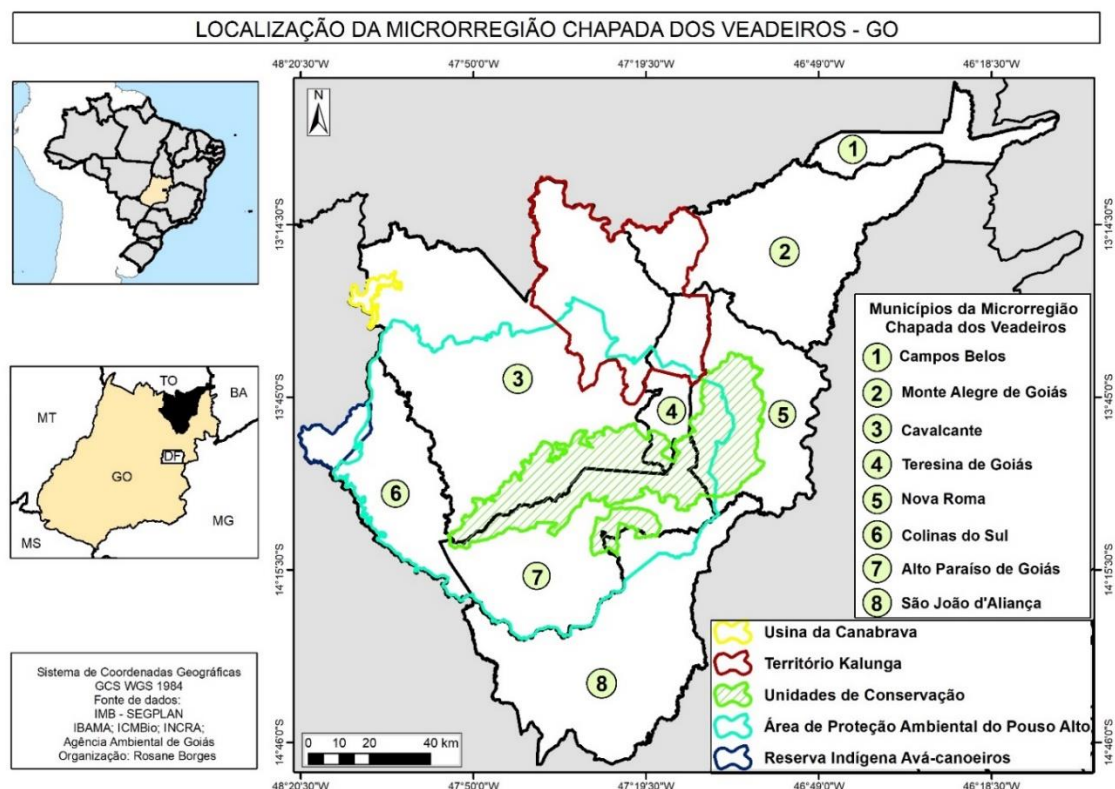 LOCALIZAÇÃO DA MICRORREGIÃO CHAPADA DOS VEADEIROS - GO
48°20'30"W
47°50'0"W
47°19'30"W
46°49'0"W
46°18'30"W
N
13°14'30"S
13°14'30"S
13°45'0"S
13°45'0"S
14°15'30"S
14°15'30"S
14°46'0"S
14°46'0"S
1
2
3
4
5
6
7
8
Municípios da Microrregião
Chapada dos Veadeiros
1 Campos Belos
2 Monte Alegre de Goiás
3 Cavalcante
4 Teresina de Goiás
5 Nova Roma
6 Colinas do Sul
7 Alto Paraíso de Goiás
8 São João d'Aliança
Usina da Canabrava
Território Kalunga
Unidades de Conservação
Área de Proteção Ambiental do Pouso Alto
Reserva Indígena Avá-canoeiros
TO
BA
MT
DF
GO
MG
MS
Sistema de Coordenadas Geográficas
GCS WGS 1984
Fonte de dados:
IMB - SEGPLAN
IBAMA; ICMBio; INCRA;
Agência Ambiental de Goiás
Organização: Rosane Borges
10 0 10 20 40 km
48°20'30"W
47°50'0"W
47°19'30"W
46°49'0"W
46°18'30"W